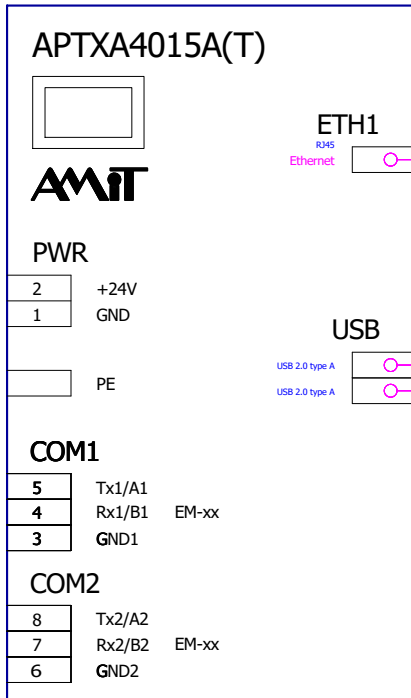 APTXA4015A(T)
ETH1
RJ45
Ethernet
AMiT
PWR
2 +24V
1 GND
USB
USB 2.0 type A
PE
USB 2.0 type A
COM1
5 Tx1/A1
4 Rx1/B1 EM-xx
3 GND1
COM2
8 Tx2/A2
7 Rx2/B2 EM-xx
6 GND2